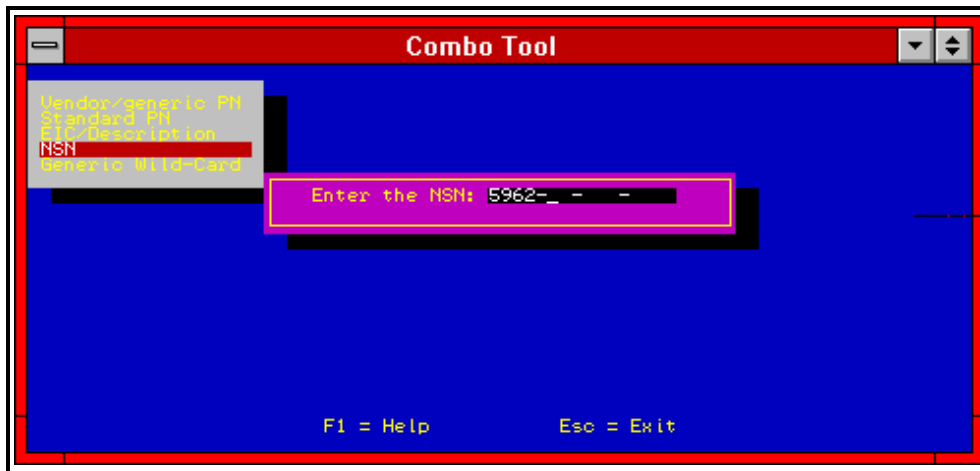 Combo Tool
Vendor/generic PN
Standard PN
EIC/Description
NSN
Generic Wild-Card
Enter the NSN: 5962-_ -   -
F1 = Help    Esc = Exit